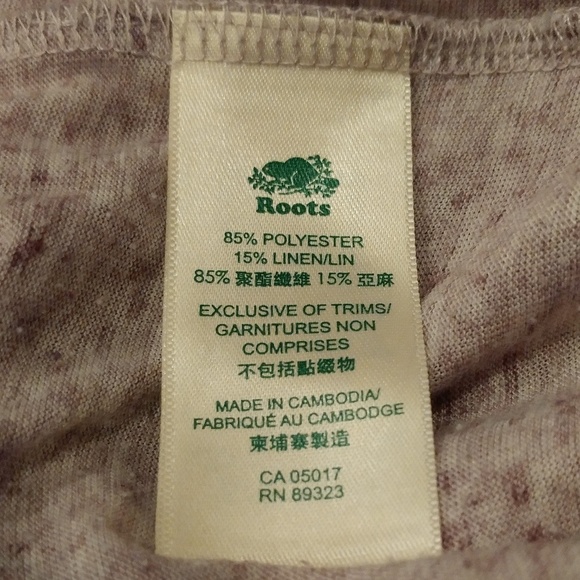 Roots
85% POLYESTER
15% LINEN/LIN
85% 聚酯纖維 15% 亞麻
EXCLUSIVE OF TRIMS/
GARNITURES NON
COMPRISES
不包括點綴物
MADE IN CAMBODIA/
FABRIQUÉ AU CAMBODGE
柬埔寨製造
CA 05017
RN 89323